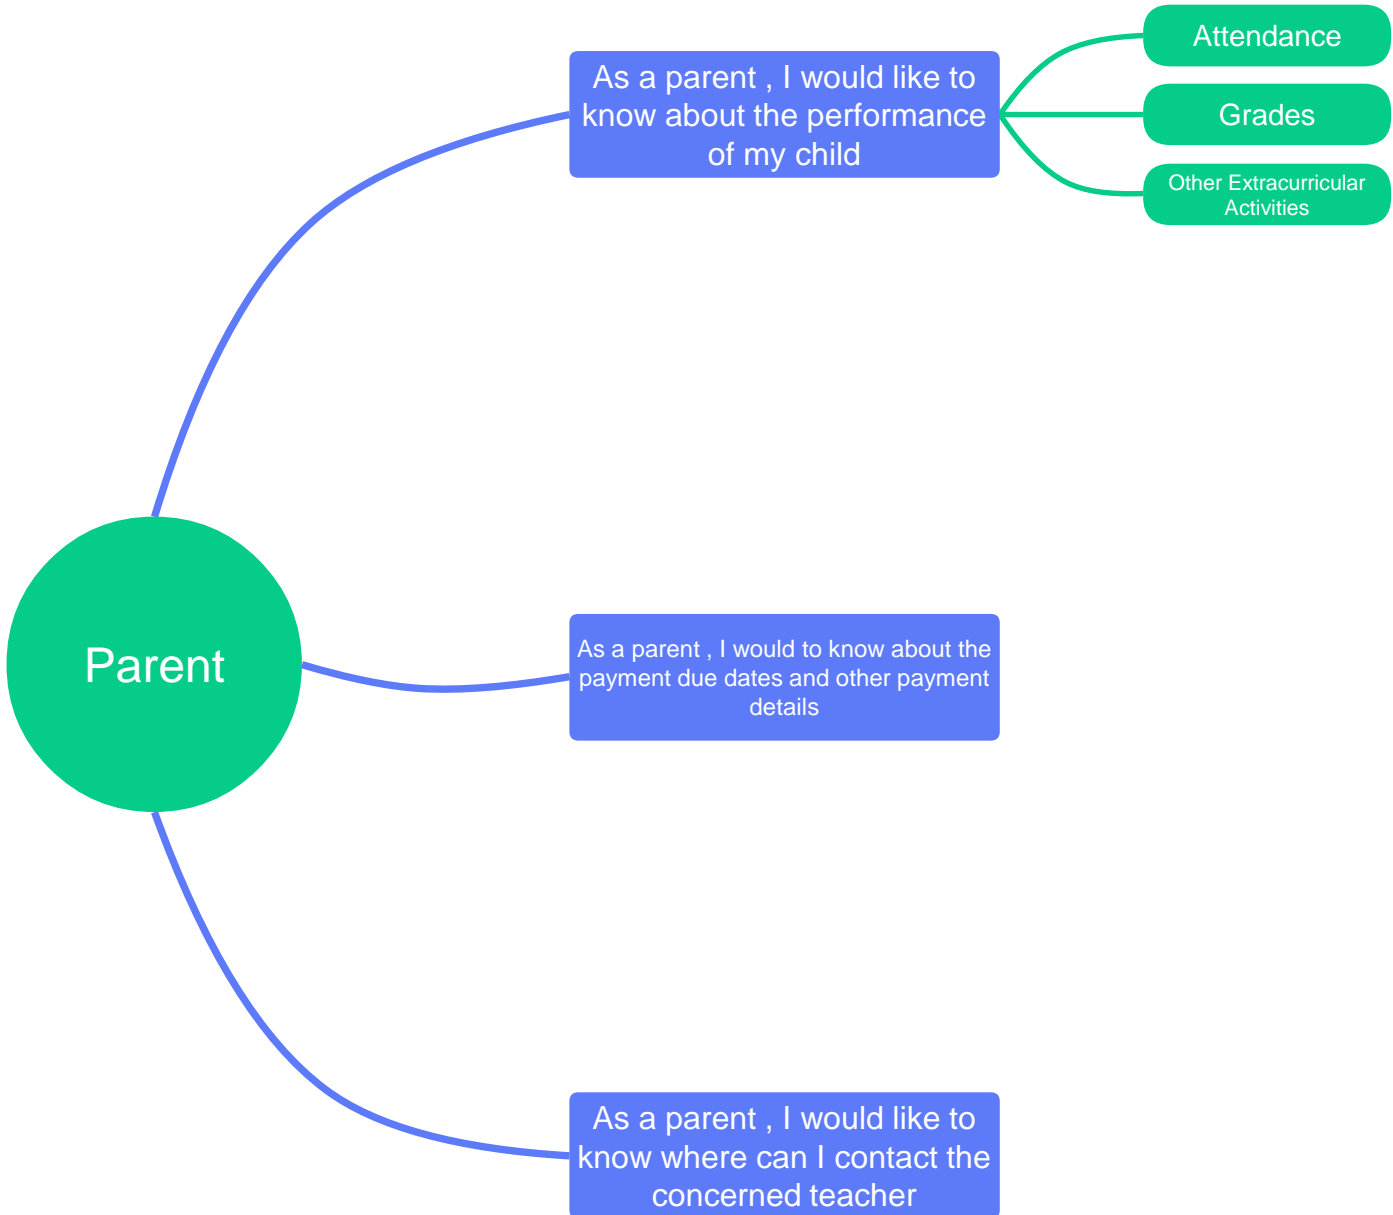 Parent
As a parent , I would like to
know about the performance
of my child
Attendance
Grades
Other Extracurricular
Activities
As a parent , I would to know about the
payment due dates and other payment
details
As a parent , I would like to
know where can I contact the
concerned teacher